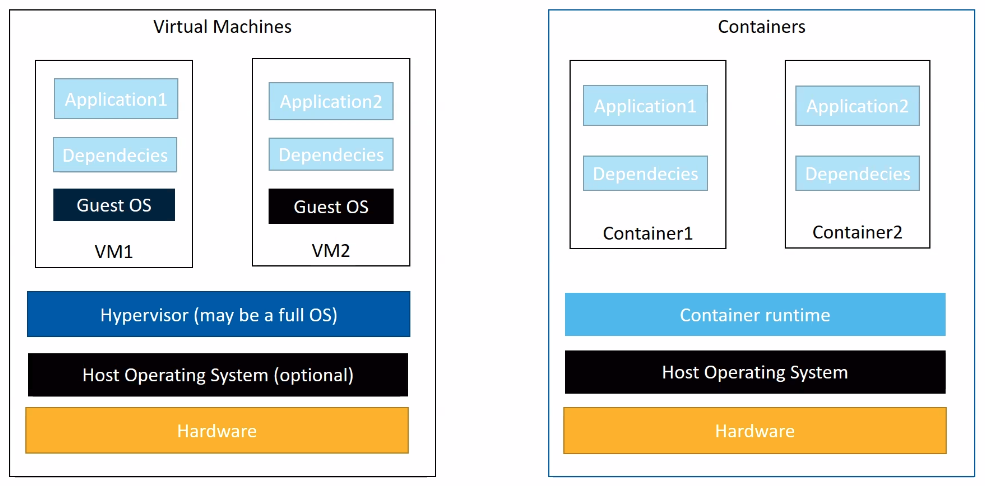 Virtual Machines
Application1
Dependecies
Guest OS
VM1
Application2
Dependecies
Guest OS
VM2
Hypervisor (may be a full OS)
Host Operating System (optional)
Hardware
Containers
Application1
Dependecies
Container1
Application2
Dependecies
Container2
Container runtime
Host Operating System
Hardware